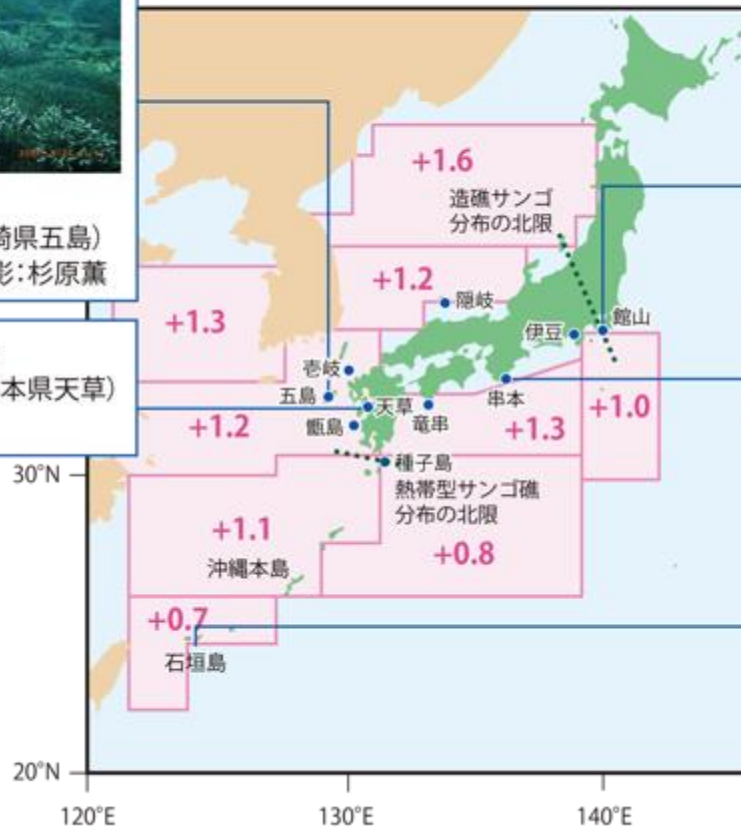 崎県五島)
影：杉原薫
本県天草)
+1.6
造礁サンゴ
分布の北限
+1.2
隠岐
+1.3
館山
伊豆
壱岐
五島
天草
串本
+1.0
+1.2
甑島
竜串
+1.3
30°N
種子島
熱帯型サンゴ礁
分布の北限
+1.1
+0.8
沖縄本島
+0.7
石垣島
20°N
120°E
130°E
140°E